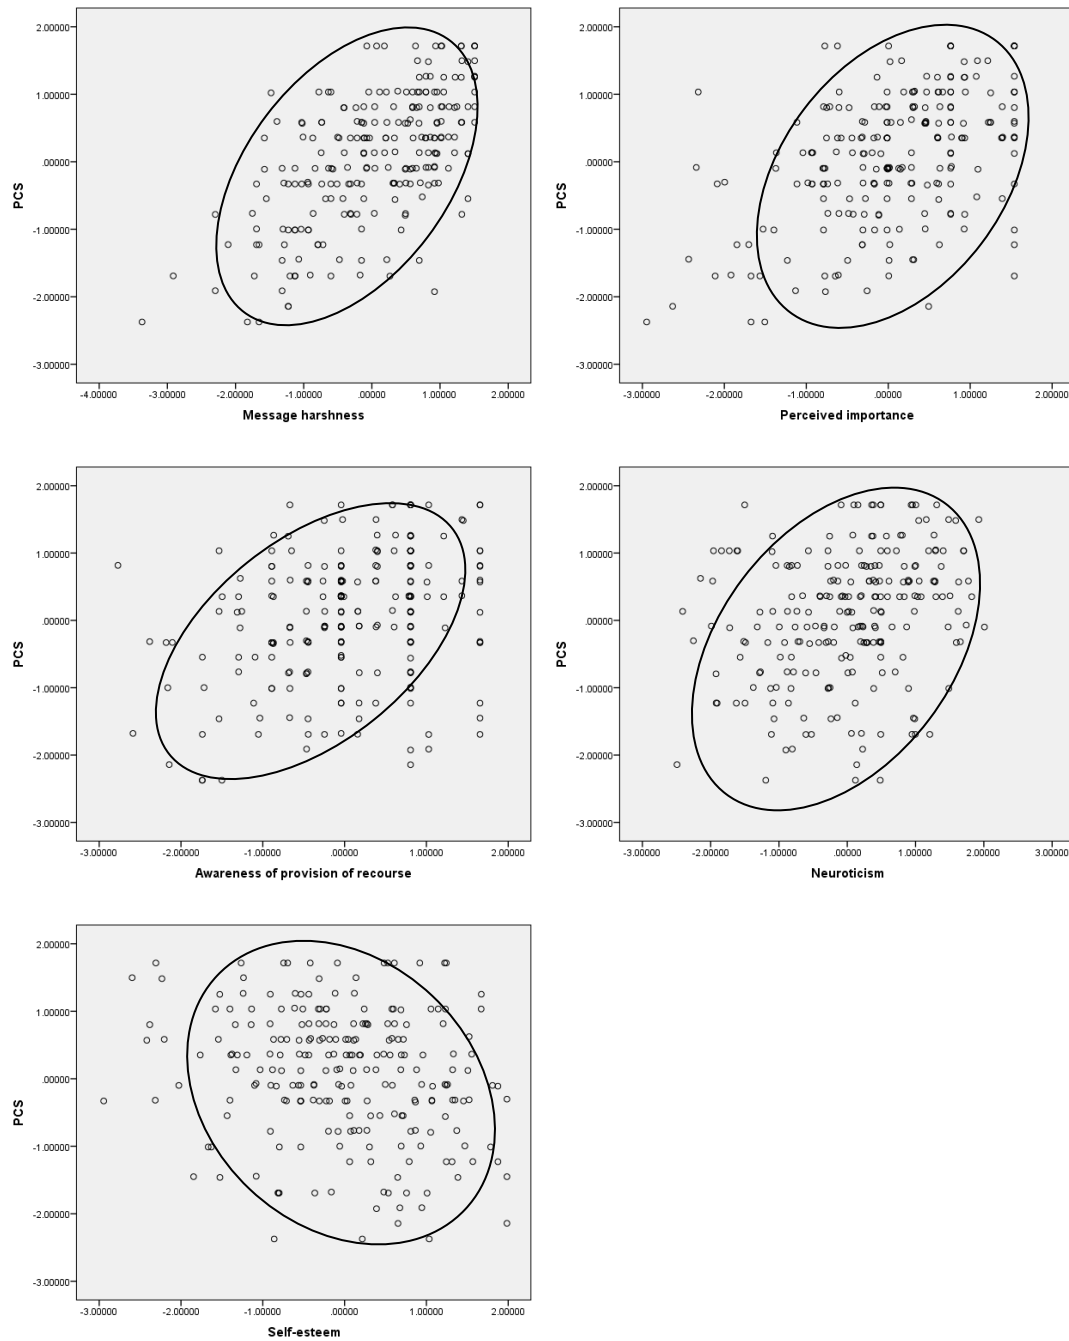 2.00000
1.00000
.00000
-1.00000
-2.00000
-3.00000
PCS
-4.00000 -3.00000 -2.00000 -1.00000 .00000 1.00000 2.00000
Message harshness
2.00000
1.00000
.00000
-1.00000
-2.00000
-3.00000
PCS
-3.00000 -2.00000 -1.00000 .00000 1.00000 2.00000
Perceived importance
2.00000
1.00000
.00000
-1.00000
-2.00000
-3.00000
PCS
-3.00000 -2.00000 -1.00000 .00000 1.00000 2.00000
Awareness of provision of recourse
2.00000
1.00000
.00000
-1.00000
-2.00000
-3.00000
PCS
-3.00000 -2.00000 -1.00000 .00000 1.00000 2.00000 3.00000
Neuroticism
2.00000
1.00000
.00000
-1.00000
-2.00000
-3.00000
PCS
-3.00000 -2.00000 -1.00000 .00000 1.00000 2.00000
Self-esteem